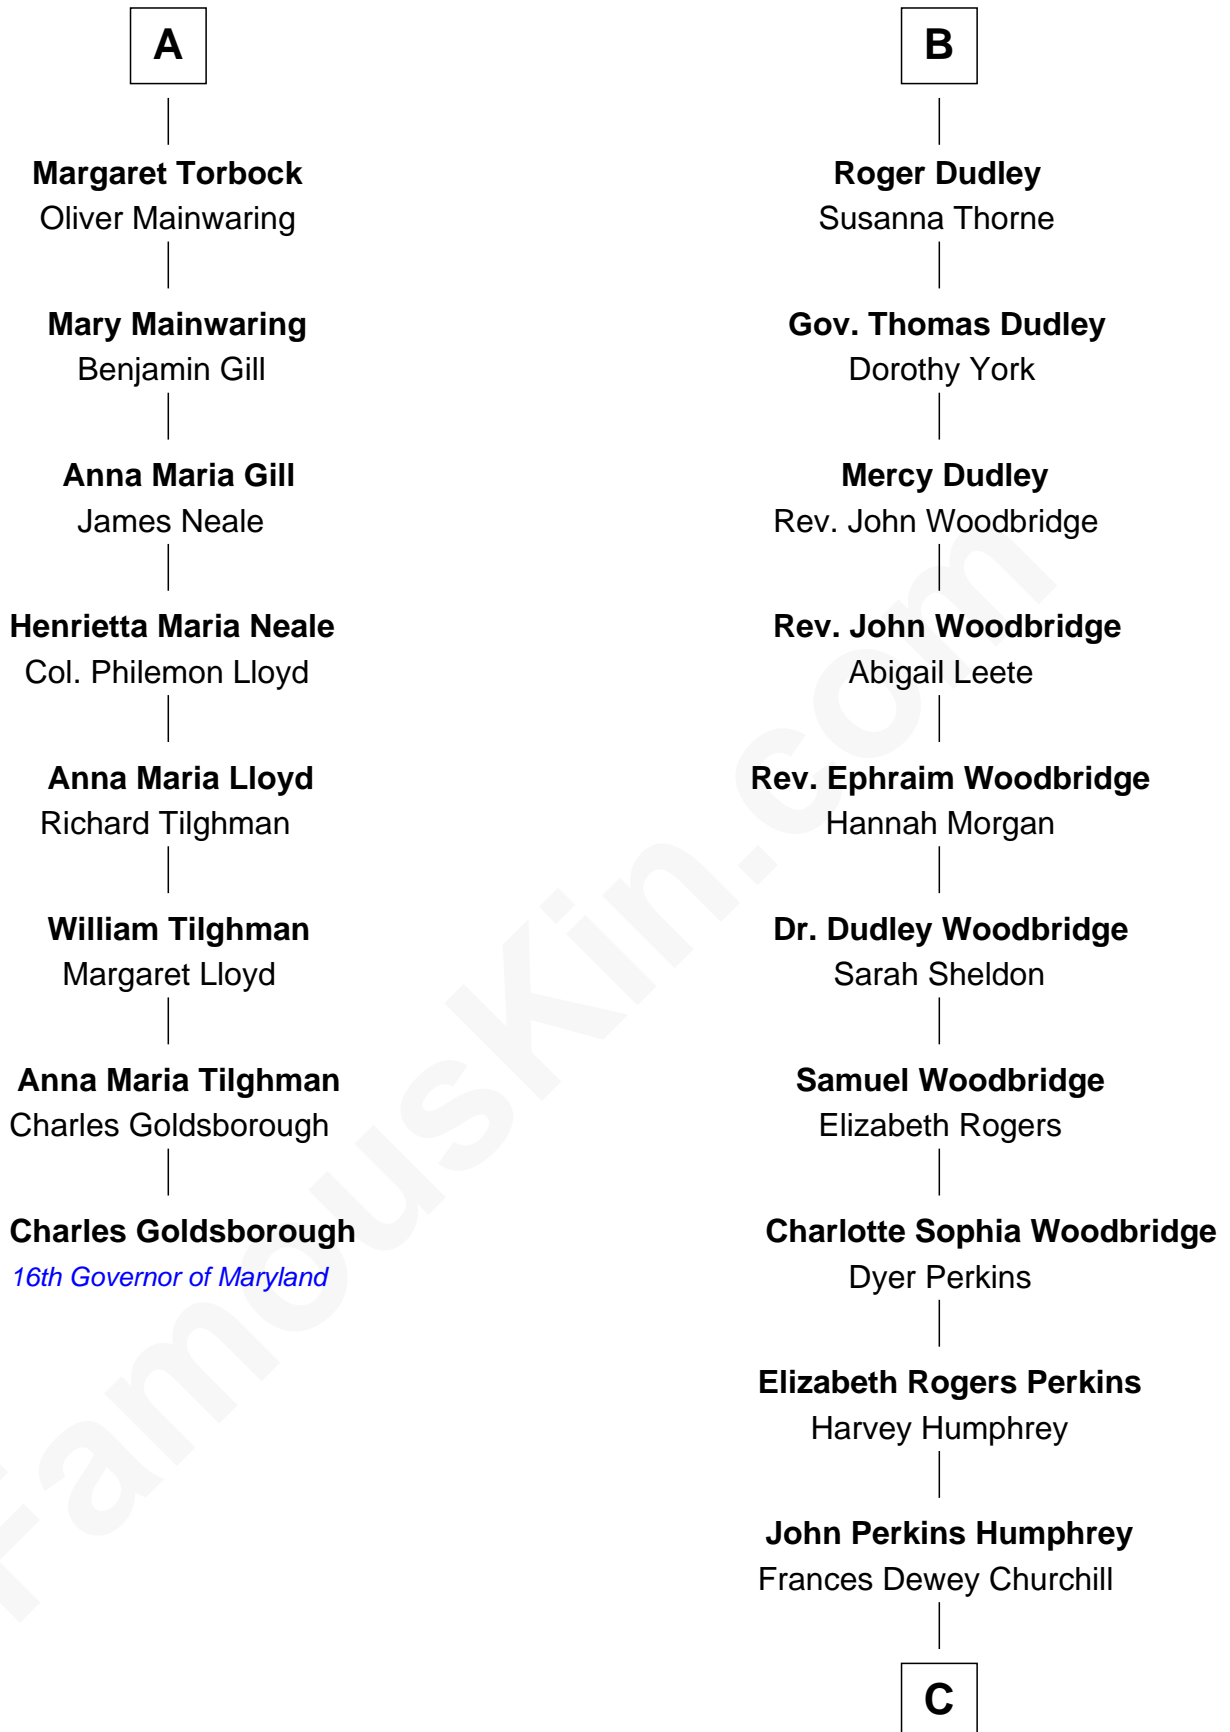 A
Margaret Torbock
Oliver Mainwaring
Mary Mainwaring
Benjamin Gill
Anna Maria Gill
James Neale
Henrietta Maria Neale
Col. Philemon Lloyd
Anna Maria Lloyd
Richard Tilghman
William Tilghman
Margaret Lloyd
Anna Maria Tilghman
Charles Goldsborough
Charles Goldsborough
16th Governor of Maryland
B
Roger Dudley
Susanna Thorne
Gov. Thomas Dudley
Dorothy York
Mercy Dudley
Rev. John Woodbridge
Rev. John Woodbridge
Abigail Leete
Rev. Ephraim Woodbridge
Hannah Morgan
Dr. Dudley Woodbridge
Sarah Sheldon
Samuel Woodbridge
Elizabeth Rogers
Charlotte Sophia Woodbridge
Dyer Perkins
Elizabeth Rogers Perkins
Harvey Humphrey
John Perkins Humphrey
Frances Dewey Churchill
C
FamousKin.com